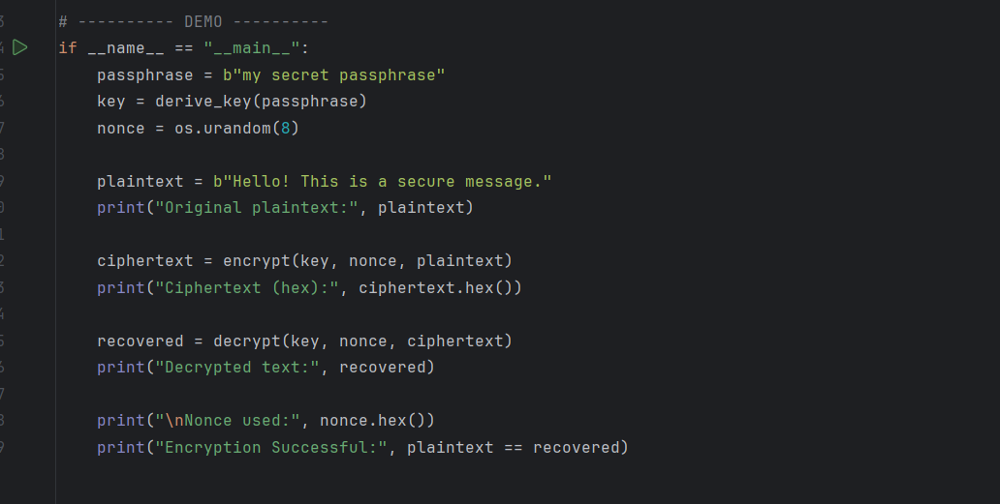 # ---------- DEMO ----------
if __name__ == "__main__":
    passphrase = b"my secret passphrase"
    key = derive_key(passphrase)
    nonce = os.urandom(8)

    plaintext = b"Hello! This is a secure message."
    print("Original plaintext:", plaintext)

    ciphertext = encrypt(key, nonce, plaintext)
    print("Ciphertext (hex):", ciphertext.hex())

    recovered = decrypt(key, nonce, ciphertext)
    print("Decrypted text:", recovered)

    print("\nNonce used:", nonce.hex())
    print("Encryption Successful:", plaintext == recovered)